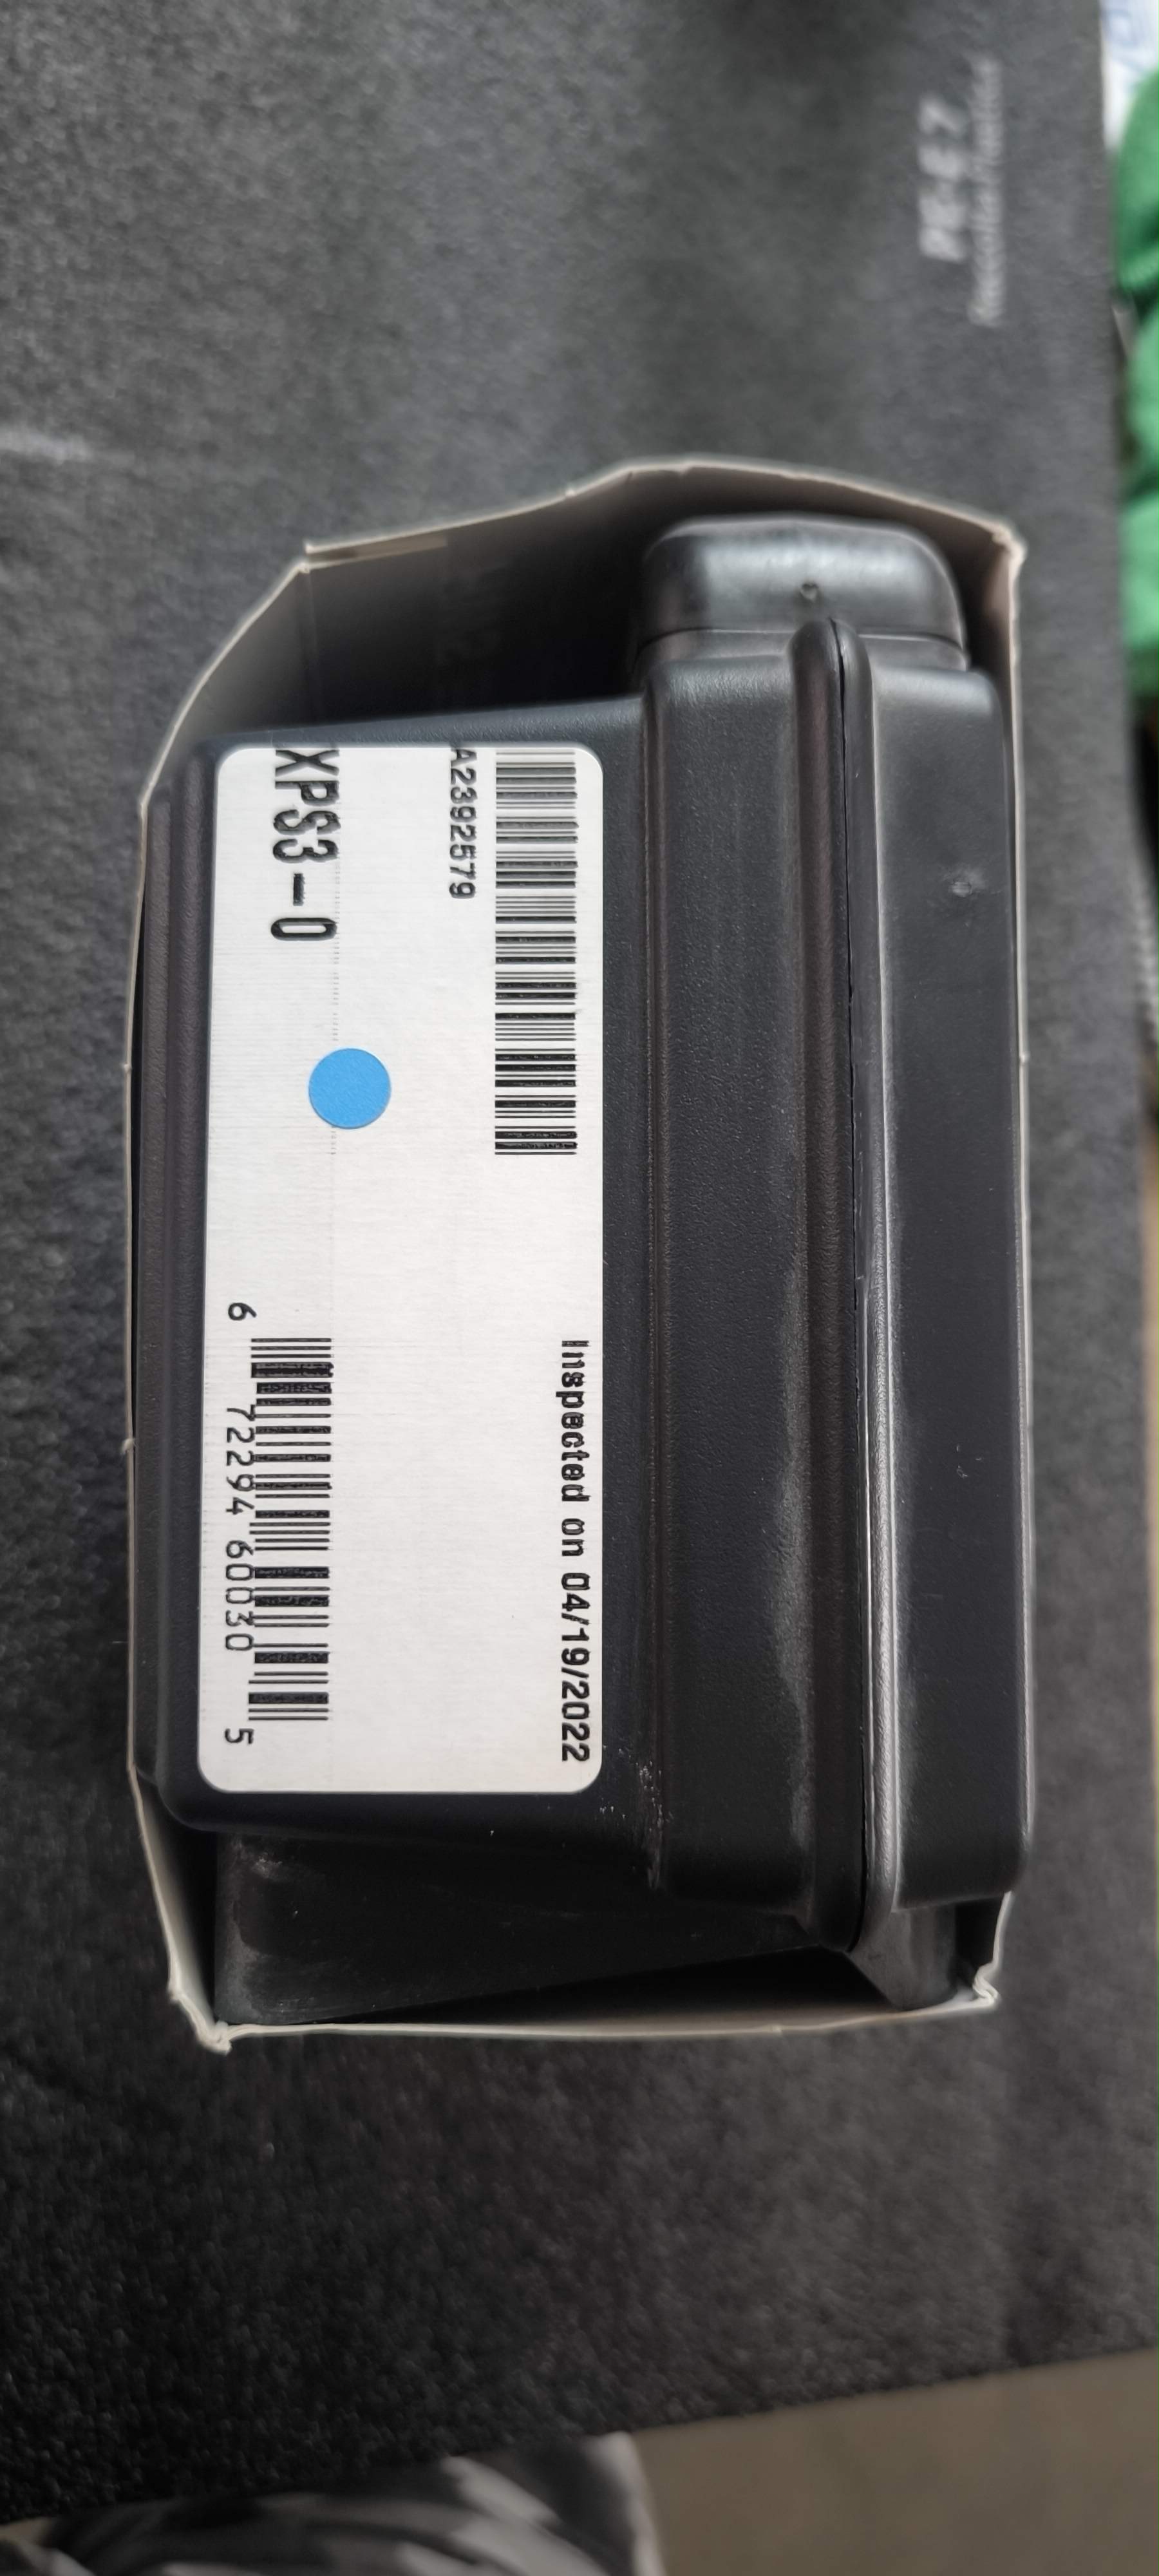 Inspected on 04/19/2022
A2392579
XPS3-0
6 72294 60030 5